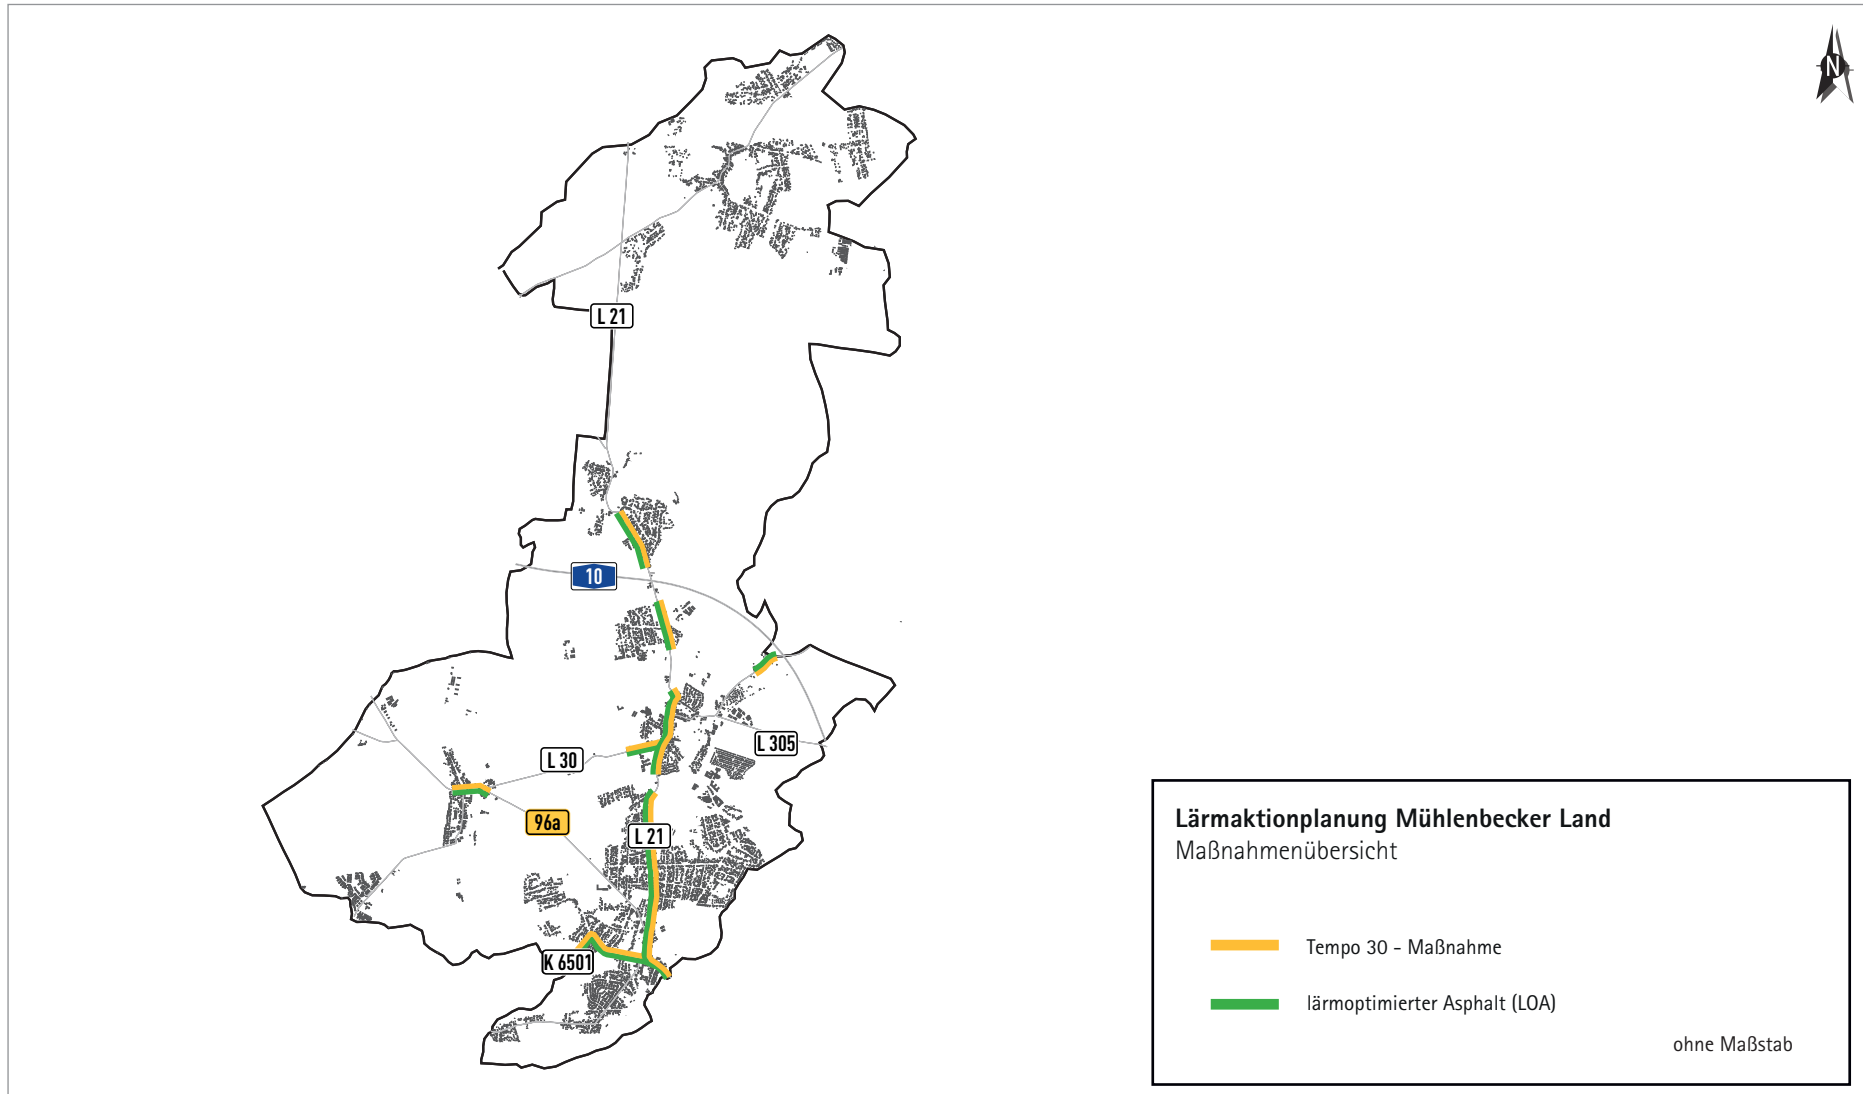 N
L 21
10
L 305
L 30
96a
L 21
K 6501
Lärmaktionplanung Mühlenbecker Land
Maßnahmenübersicht
Tempo 30 - Maßnahme
lärmoptimierter Asphalt (LOA)
ohne Maßstab